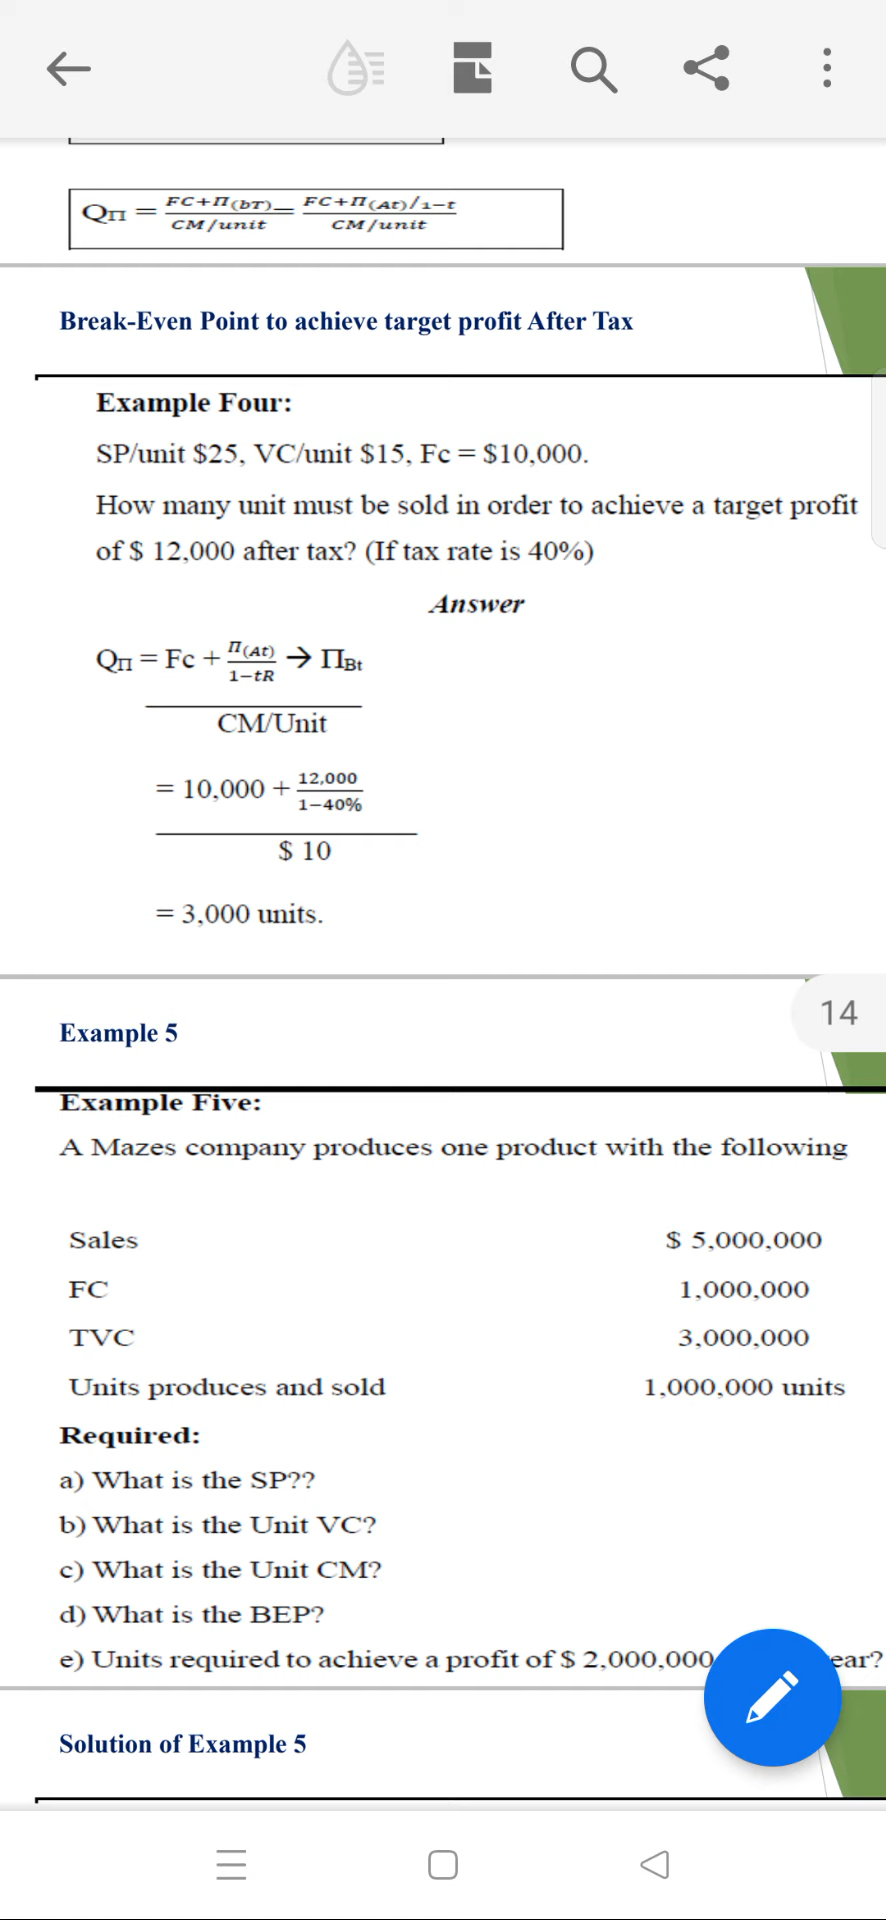 QΠ = FC+Π(bT) = FC+Π(At)/1−t
CM/unit CM/unit
Break-Even Point to achieve target profit After Tax
Example Four:
SP/unit $25, VC/unit $15, Fc = $10,000.
How many unit must be sold in order to achieve a target profit
of $ 12,000 after tax? (If tax rate is 40%)
Answer
QΠ = Fc + Π(At)/1−tR → ΠBt
CM/Unit
= 10,000 + 12,000/1−40%
$ 10
= 3,000 units.
14
Example 5
Example Five:
A Mazes company produces one product with the following
Sales $ 5,000,000
FC 1,000,000
TVC 3,000,000
Units produces and sold 1,000,000 units
Required:
a) What is the SP??
b) What is the Unit VC?
c) What is the Unit CM?
d) What is the BEP?
e) Units required to achieve a profit of $ 2,000,000 ear?
Solution of Example 5